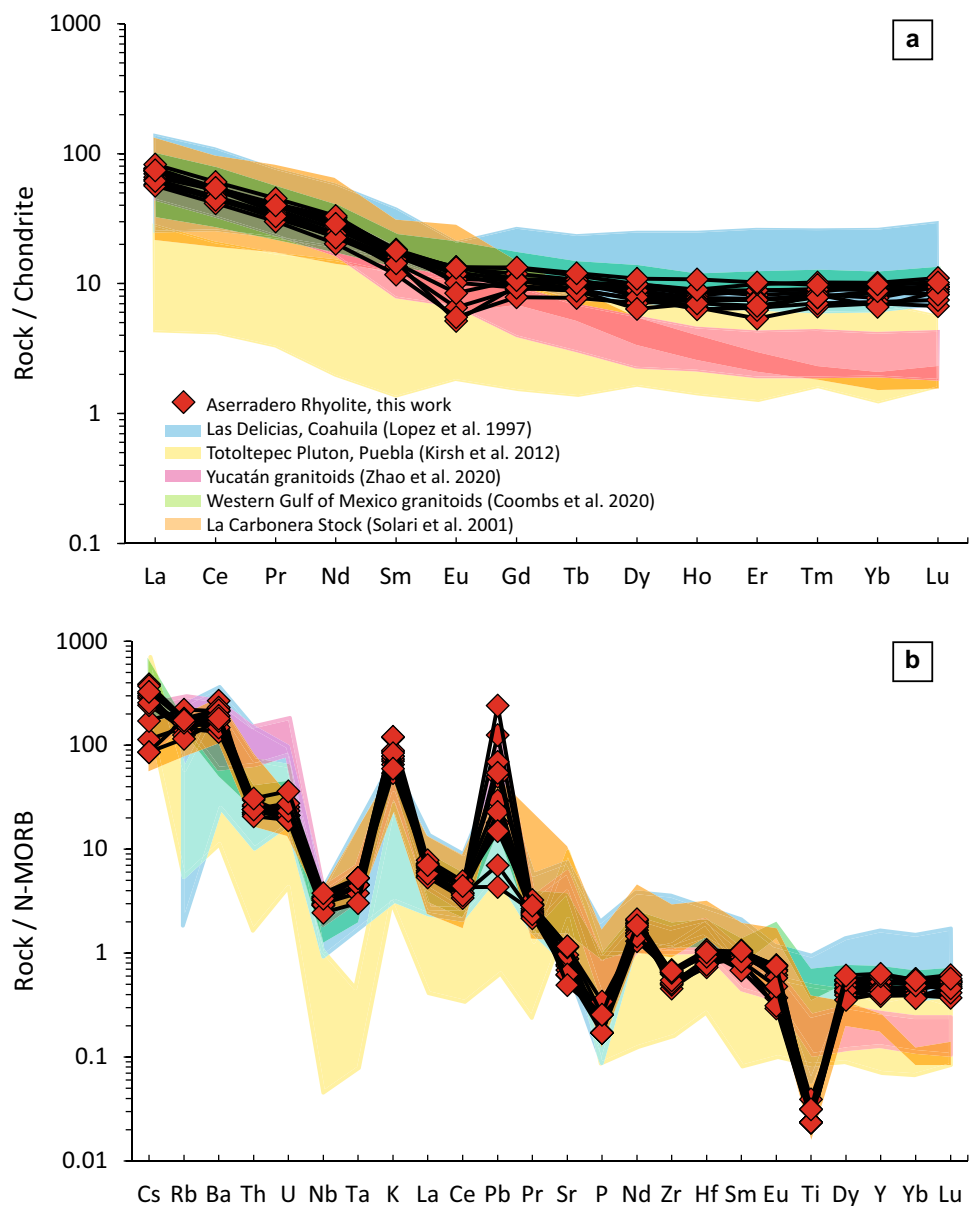 a
1000
100
10
1
0.1
Rock / Chondrite
Aserradero Rhyolite, this work
Las Delicias, Coahuila (Lopez et al. 1997)
Totoltepec Pluton, Puebla (Kirsh et al. 2012)
Yucatán granitoids (Zhao et al. 2020)
Western Gulf of Mexico granitoids (Coombs et al. 2020)
La Carbonera Stock (Solari et al. 2001)
La Ce Pr Nd Sm Eu Gd Tb Dy Ho Er Tm Yb Lu
b
1000
100
10
1
0.1
0.01
Rock / N-MORB
Cs Rb Ba Th U Nb Ta K La Ce Pb Pr Sr P Nd Zr Hf Sm Eu Ti Dy Y Yb Lu